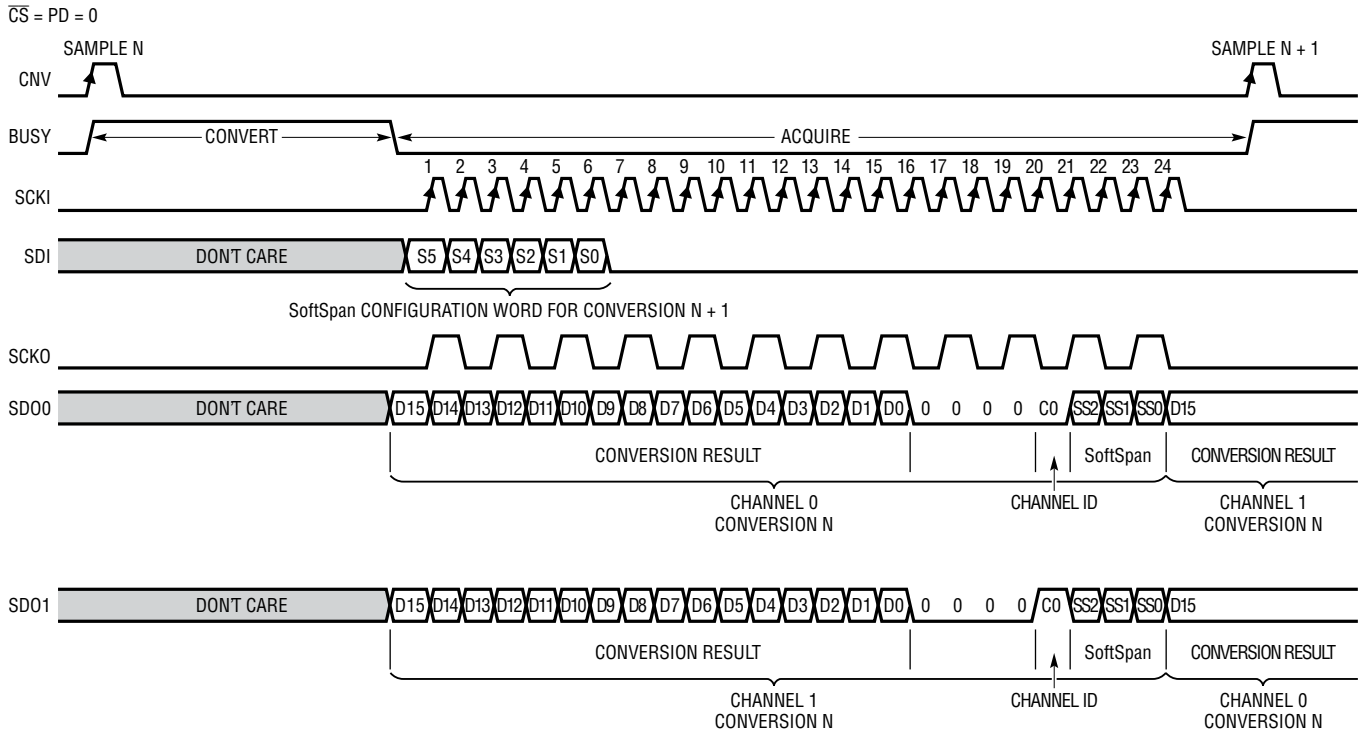 CS = PD = 0
SAMPLE N SAMPLE N + 1
CNV
BUSY CONVERT ACQUIRE
1 2 3 4 5 6 7 8 9 10 11 12 13 14 15 16 17 18 19 20 21 22 23 24
SCKI
SDI DON'T CARE S5 S4 S3 S2 S1 S0
SoftSpan CONFIGURATION WORD FOR CONVERSION N + 1
SCKO
SDO0 DON'T CARE D15 D14 D13 D12 D11 D10 D9 D8 D7 D6 D5 D4 D3 D2 D1 D0 0 0 0 0 C0 SS2 SS1 SS0 D15
CONVERSION RESULT SoftSpan CONVERSION RESULT
CHANNEL 0 CHANNEL ID CHANNEL 1
CONVERSION N CONVERSION N
SDO1 DON'T CARE D15 D14 D13 D12 D11 D10 D9 D8 D7 D6 D5 D4 D3 D2 D1 D0 0 0 0 0 C0 SS2 SS1 SS0 D15
CONVERSION RESULT SoftSpan CONVERSION RESULT
CHANNEL 1 CHANNEL ID CHANNEL 0
CONVERSION N CONVERSION N